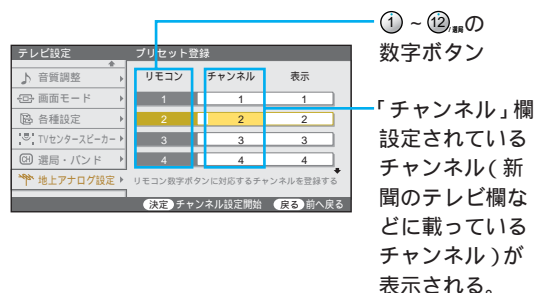 ① ~ ⑫/選局の
数字ボタン
テレビ設定
プリセット登録
音質調整
画面モード
各種設定
TVセンタースピーカー
選局・バンド
地上アナログ設定
リモコン チャンネル 表示
1 1 1
2 2 2
3 3 3
4 4 4
リモコン数字ボタンに対応するチャンネルを登録する
決定 チャンネル設定開始 戻る 前へ戻る
「チャンネル」欄
設定されている
チャンネル(新
聞のテレビ欄な
どに載っている
チャンネル)が
表示される。